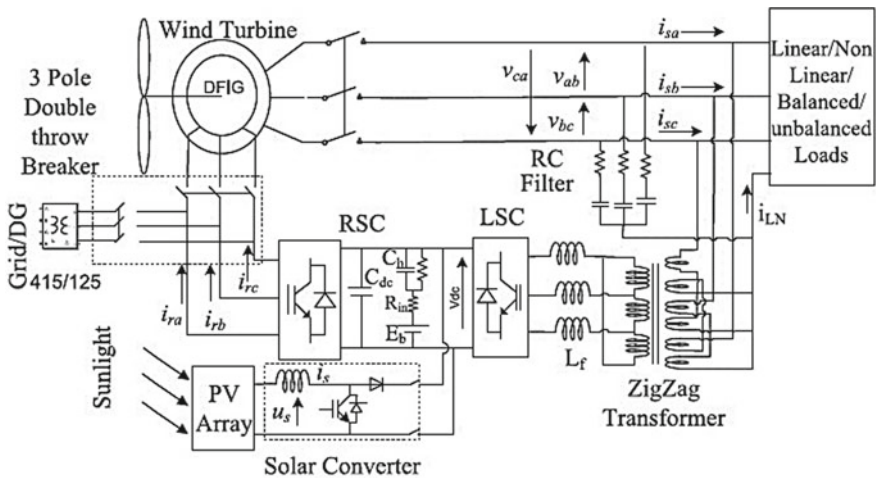 Wind Turbine
DFIG
3 Pole
Double
throw
Breaker
Grid/DG
415/125
i_sa
i_sb
i_sc
v_ca
v_ab
v_bc
RC
Filter
Linear/Non
Linear/
Balanced/
unbalanced
Loads
i_LN
RSC
LSC
C_dc
C_h
R_in
E_b
Vdc
i_ra
i_rb
i_rc
L_f
ZigZag
Transformer
Sunlight
PV
Array
i_s
u_s
Solar Converter